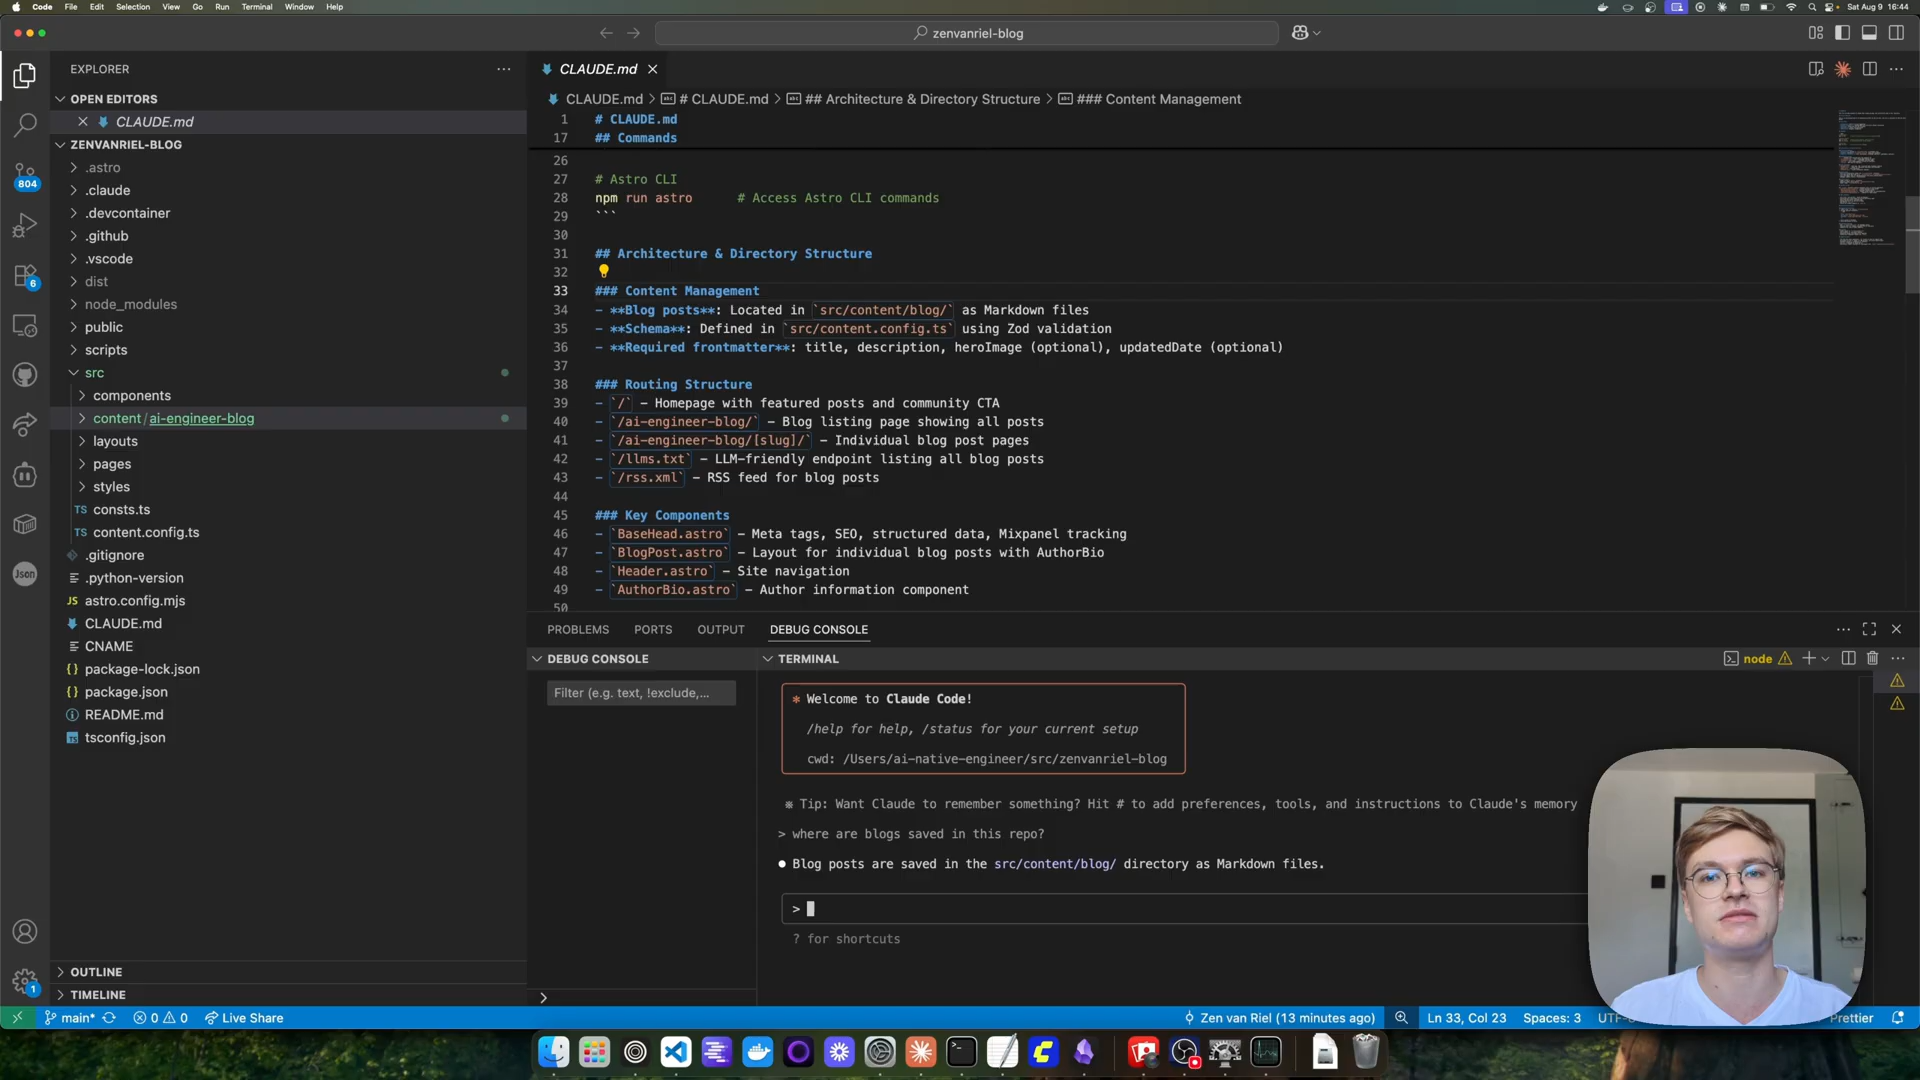 Code File Edit Selection View Go Run Terminal Window Help
Sat Aug 9 16:44
zenvanriel-blog
EXPLORER
OPEN EDITORS
CLAUDE.md
ZENVANRIEL-BLOG
.astro
.claude
.devcontainer
.github
.vscode
dist
node_modules
public
scripts
src
components
content/ai-engineer-blog
layouts
pages
styles
TS consts.ts
TS content.config.ts
.gitignore
.python-version
JS astro.config.mjs
CLAUDE.md
CNAME
{} package-lock.json
{} package.json
README.md
TS tsconfig.json
OUTLINE
TIMELINE
804
6
Json
1
CLAUDE.md
CLAUDE.md > # CLAUDE.md > ## Architecture & Directory Structure > ### Content Management
1 # CLAUDE.md
17 ## Commands
26
27 # Astro CLI
28 npm run astro # Access Astro CLI commands
29 ```
30
31 ## Architecture & Directory Structure
32
33 ### Content Management
34 - **Blog posts**: Located in `src/content/blog/` as Markdown files
35 - **Schema**: Defined in `src/content.config.ts` using Zod validation
36 - **Required frontmatter**: title, description, heroImage (optional), updatedDate (optional)
37
38 ### Routing Structure
39 - `/` - Homepage with featured posts and community CTA
40 - `/ai-engineer-blog/` - Blog listing page showing all posts
41 - `/ai-engineer-blog/[slug]/` - Individual blog post pages
42 - `/llms.txt` - LLM-friendly endpoint listing all blog posts
43 - `/rss.xml` - RSS feed for blog posts
44
45 ### Key Components
46 - `BaseHead.astro` - Meta tags, SEO, structured data, Mixpanel tracking
47 - `BlogPost.astro` - Layout for individual blog posts with AuthorBio
48 - `Header.astro` - Site navigation
49 - `AuthorBio.astro` - Author information component
50
PROBLEMS PORTS OUTPUT DEBUG CONSOLE
DEBUG CONSOLE
Filter (e.g. text, !exclude,...
TERMINAL
node
* Welcome to Claude Code!
/help for help, /status for your current setup
cwd: /Users/ai-native-engineer/src/zenvanriel-blog
※ Tip: Want Claude to remember something? Hit # to add preferences, tools, and instructions to Claude's memory
> where are blogs saved in this repo?
● Blog posts are saved in the src/content/blog/ directory as Markdown files.
>
? for shortcuts
main* 0 0 Live Share
Zen van Riel (13 minutes ago) Ln 33, Col 23 Spaces: 3 Prettier